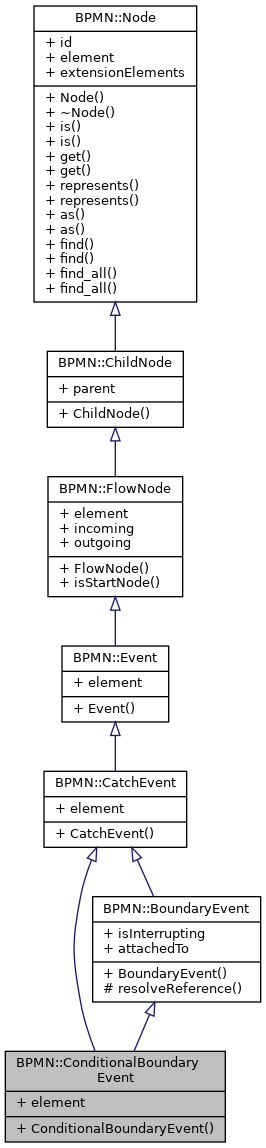 BPMN::Node
+ id
+ element
+ extensionElements
+ Node()
+ ~Node()
+ is()
+ is()
+ get()
+ get()
+ represents()
+ represents()
+ as()
+ as()
+ find()
+ find()
+ find_all()
+ find_all()
BPMN::ChildNode
+ parent
+ ChildNode()
BPMN::FlowNode
+ element
+ incoming
+ outgoing
+ FlowNode()
+ isStartNode()
BPMN::Event
+ element
+ Event()
BPMN::CatchEvent
+ element
+ CatchEvent()
BPMN::BoundaryEvent
+ isInterrupting
+ attachedTo
+ BoundaryEvent()
# resolveReference()
BPMN::ConditionalBoundary
Event
+ element
+ ConditionalBoundaryEvent()